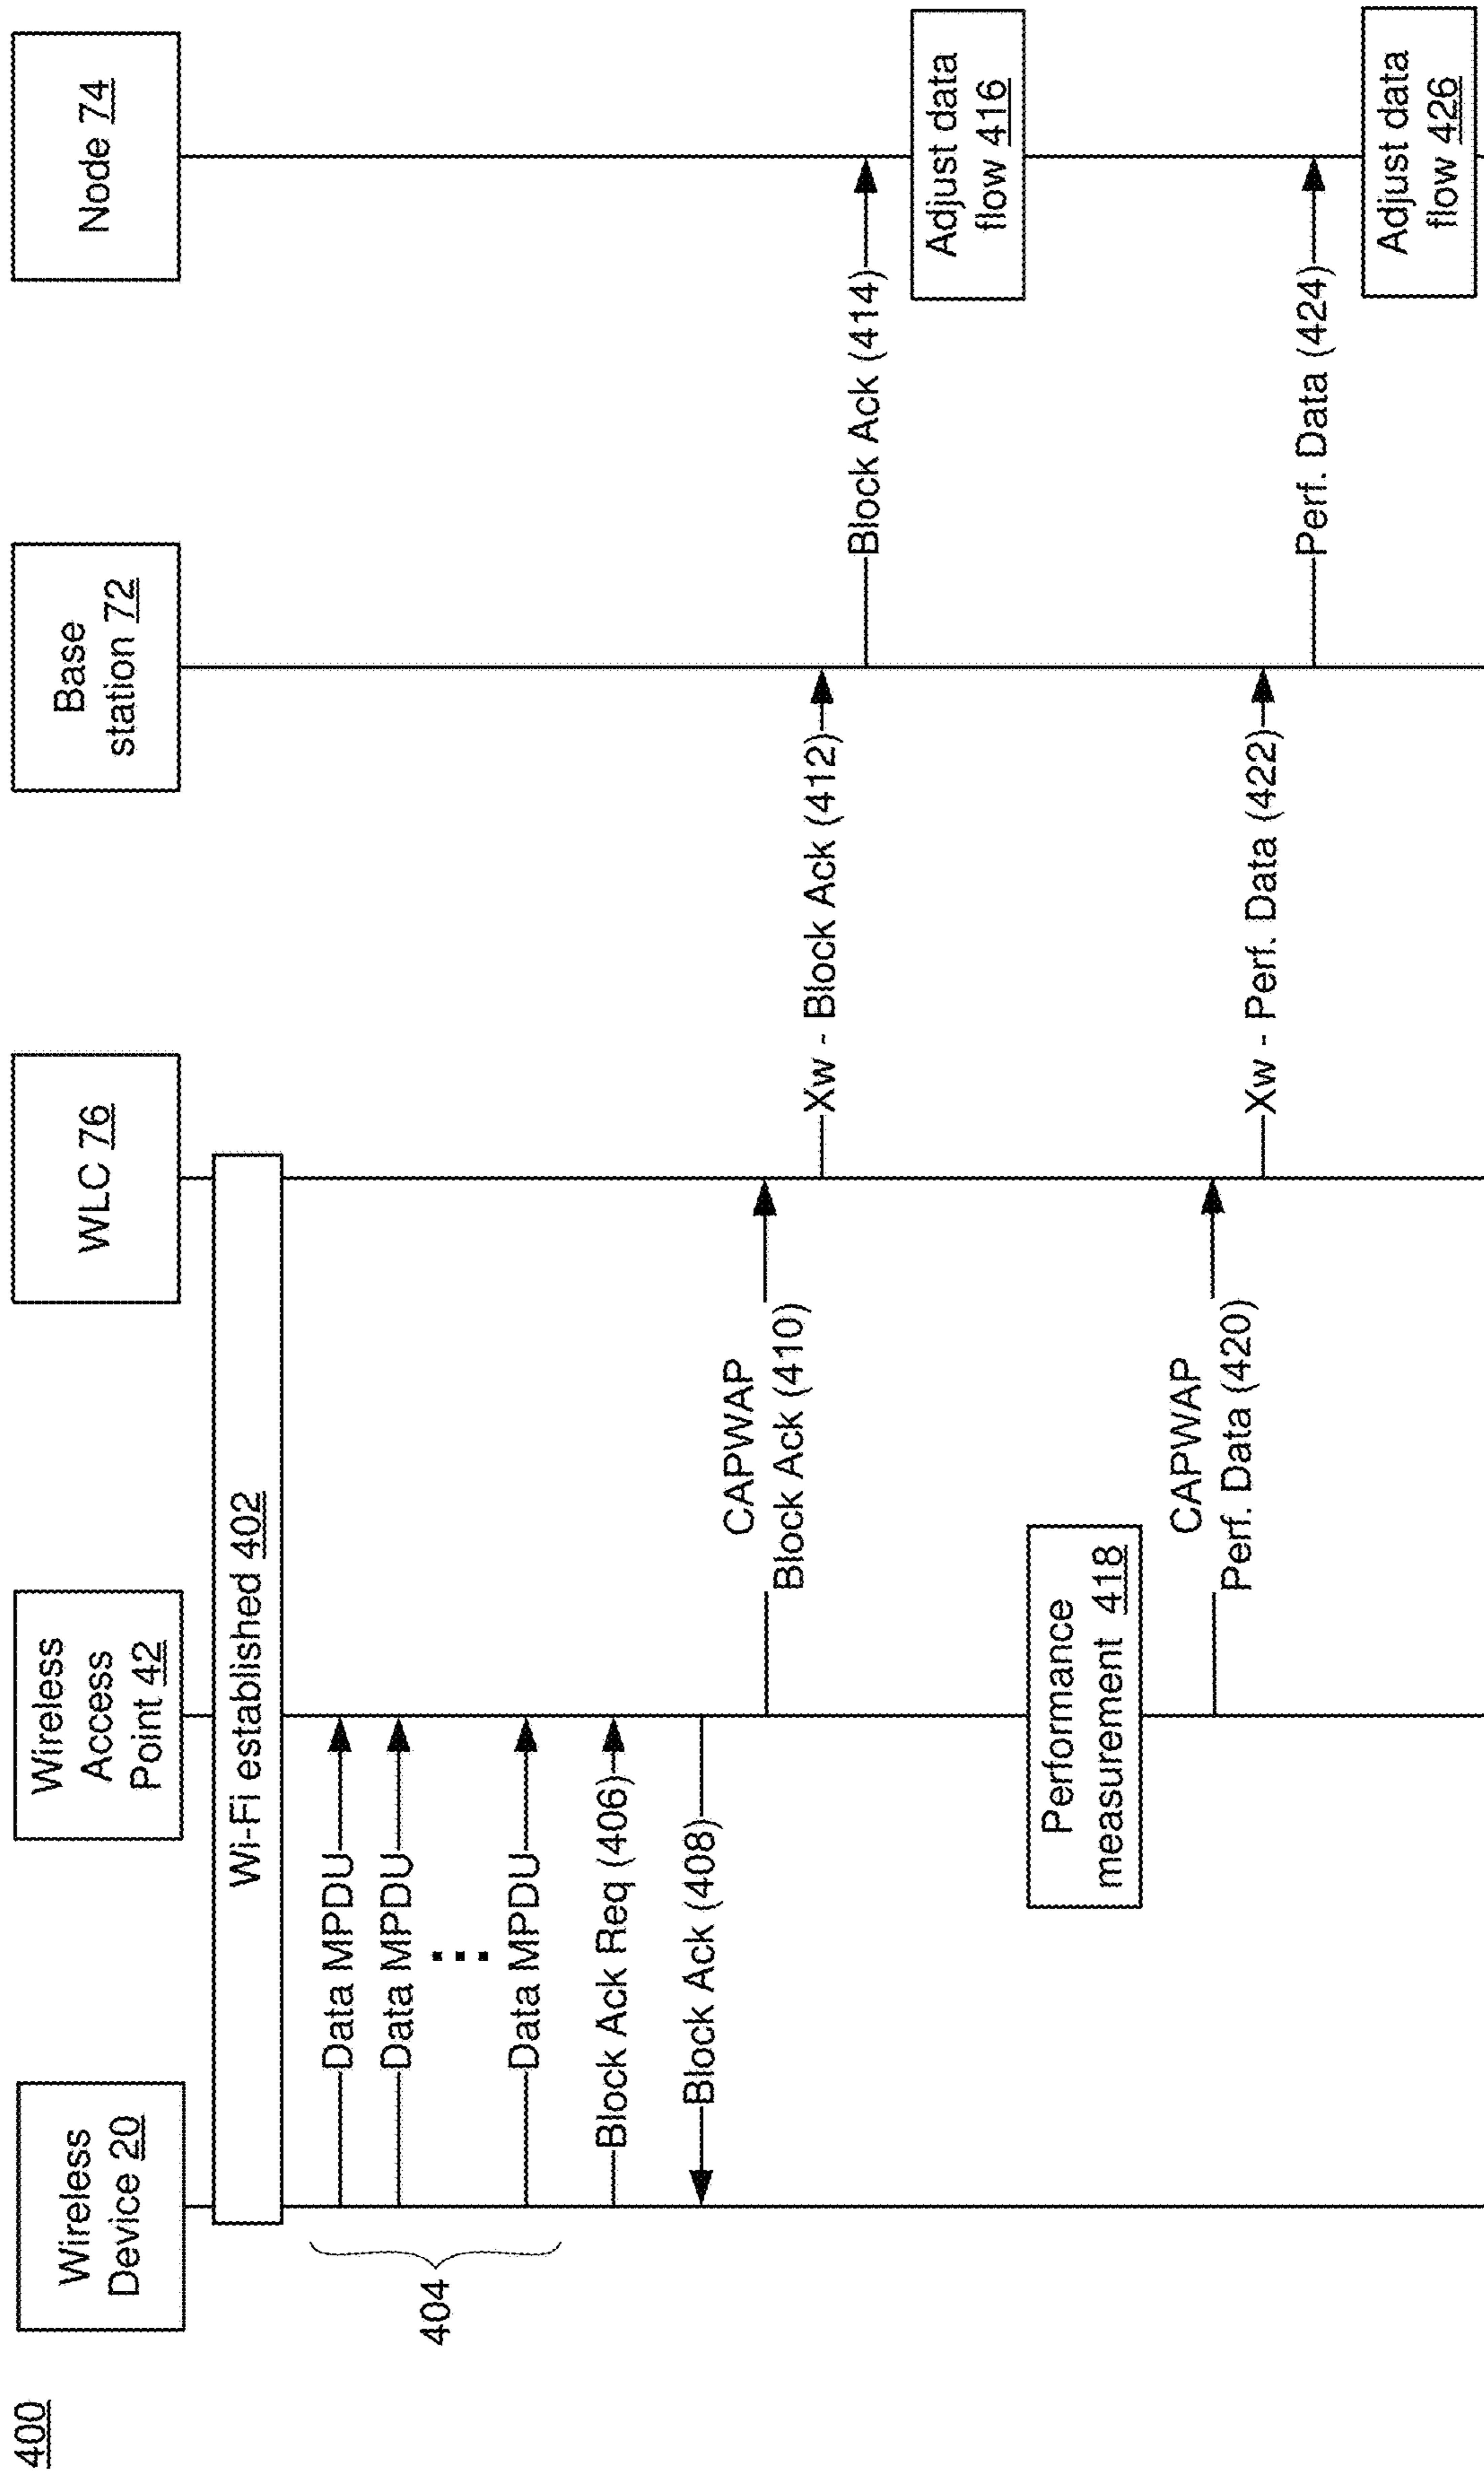 400
Wireless
Device 20
Wireless
Access
Point 42
WLC 76
Base
station 72
Node 74
Wi-Fi established 402
404
Data MPDU
Data MPDU
Data MPDU
Block Ack Req (406)
Block Ack (408)
CAPWAP
Block Ack (410)
Xw - Block Ack (412)
Block Ack (414)
Adjust data
flow 416
Performance
measurement 418
CAPWAP
Perf. Data (420)
Xw - Perf. Data (422)
Perf. Data (424)
Adjust data
flow 426